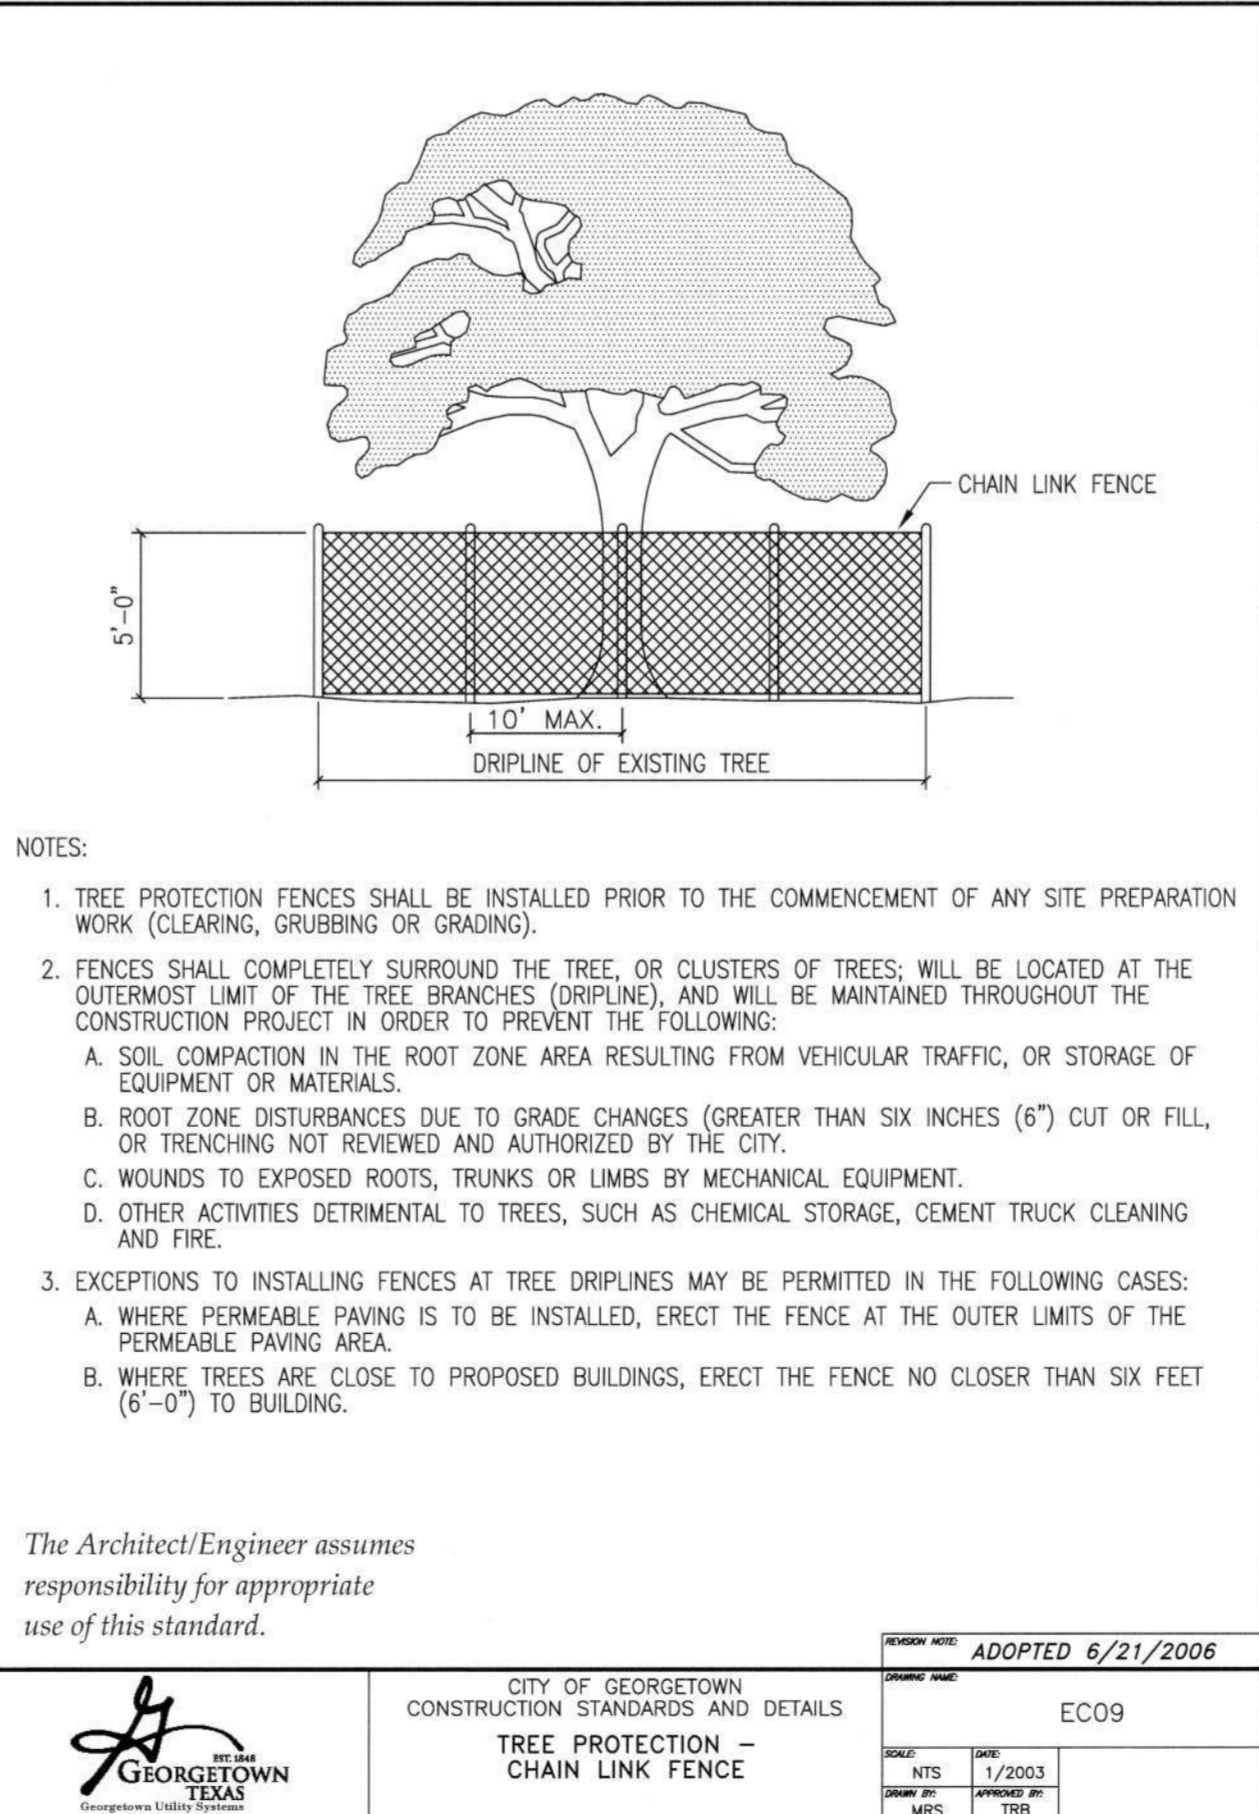 CHAIN LINK FENCE
5'-0"
10' MAX.
DRIPLINE OF EXISTING TREE
NOTES:
1. TREE PROTECTION FENCES SHALL BE INSTALLED PRIOR TO THE COMMENCEMENT OF ANY SITE PREPARATION
WORK (CLEARING, GRUBBING OR GRADING).
2. FENCES SHALL COMPLETELY SURROUND THE TREE, OR CLUSTERS OF TREES; WILL BE LOCATED AT THE
OUTERMOST LIMIT OF THE TREE BRANCHES (DRIPLINE), AND WILL BE MAINTAINED THROUGHOUT THE
CONSTRUCTION PROJECT IN ORDER TO PREVENT THE FOLLOWING:
A. SOIL COMPACTION IN THE ROOT ZONE AREA RESULTING FROM VEHICULAR TRAFFIC, OR STORAGE OF
EQUIPMENT OR MATERIALS.
B. ROOT ZONE DISTURBANCES DUE TO GRADE CHANGES (GREATER THAN SIX INCHES (6") CUT OR FILL,
OR TRENCHING NOT REVIEWED AND AUTHORIZED BY THE CITY.
C. WOUNDS TO EXPOSED ROOTS, TRUNKS OR LIMBS BY MECHANICAL EQUIPMENT.
D. OTHER ACTIVITIES DETRIMENTAL TO TREES, SUCH AS CHEMICAL STORAGE, CEMENT TRUCK CLEANING
AND FIRE.
3. EXCEPTIONS TO INSTALLING FENCES AT TREE DRIPLINES MAY BE PERMITTED IN THE FOLLOWING CASES:
A. WHERE PERMEABLE PAVING IS TO BE INSTALLED, ERECT THE FENCE AT THE OUTER LIMITS OF THE
PERMEABLE PAVING AREA.
B. WHERE TREES ARE CLOSE TO PROPOSED BUILDINGS, ERECT THE FENCE NO CLOSER THAN SIX FEET
(6'-0") TO BUILDING.
The Architect/Engineer assumes
responsibility for appropriate
use of this standard.
REVISION NOTE: ADOPTED 6/21/2006
EST. 1848
GEORGETOWN
TEXAS
Georgetown Utility Systems
CITY OF GEORGETOWN
CONSTRUCTION STANDARDS AND DETAILS
TREE PROTECTION –
CHAIN LINK FENCE
DRAWING NAME:
EC09
SCALE:
NTS
DATE:
1/2003
DRAWN BY:
MRS
APPROVED BY:
TRB